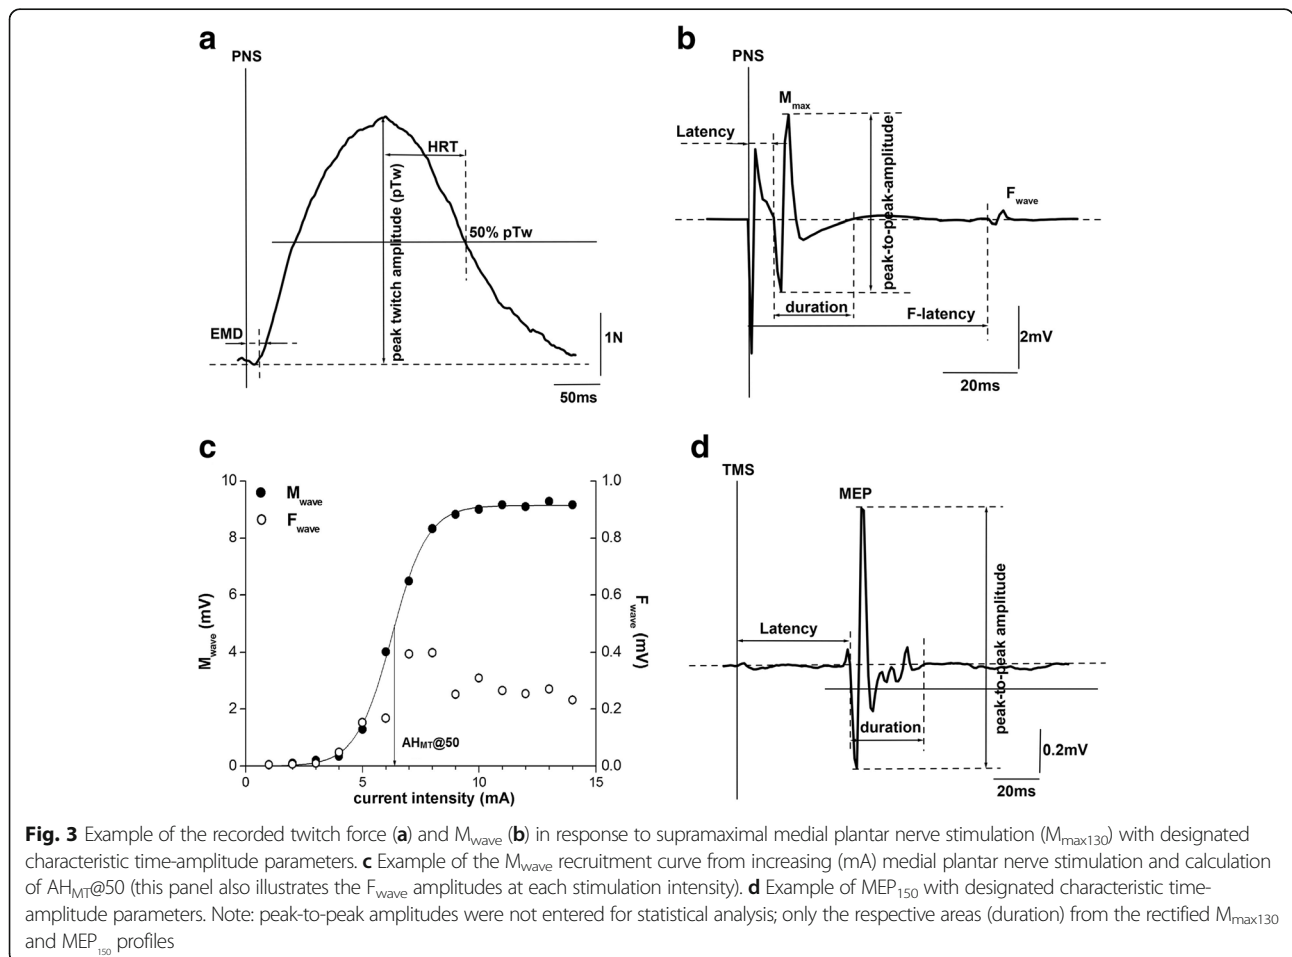 a
PNS
HRT
peak twitch amplitude (pTw)
50% pTw
EMD
1N
50ms
b
PNS
M max
Latency
peak-to-peak-amplitude
F wave
duration
F-latency
2mV
20ms
c
10
8
6
4
2
0
M wave (mV)
M wave
F wave
1.0
0.8
0.6
0.4
0.2
0.0
F wave (mV)
AHMT@50
0
5
10
15
current intensity (mA)
d
TMS
MEP
Latency
peak-to-peak amplitude
duration
0.2mV
20ms
Fig. 3 Example of the recorded twitch force (a) and Mwave (b) in response to supramaximal medial plantar nerve stimulation (Mmax130) with designated
characteristic time-amplitude parameters. c Example of the Mwave recruitment curve from increasing (mA) medial plantar nerve stimulation and calculation
of AHMT@50 (this panel also illustrates the Fwave amplitudes at each stimulation intensity). d Example of MEP150 with designated characteristic time-
amplitude parameters. Note: peak-to-peak amplitudes were not entered for statistical analysis; only the respective areas (duration) from the rectified Mmax130
and MEP150 profiles